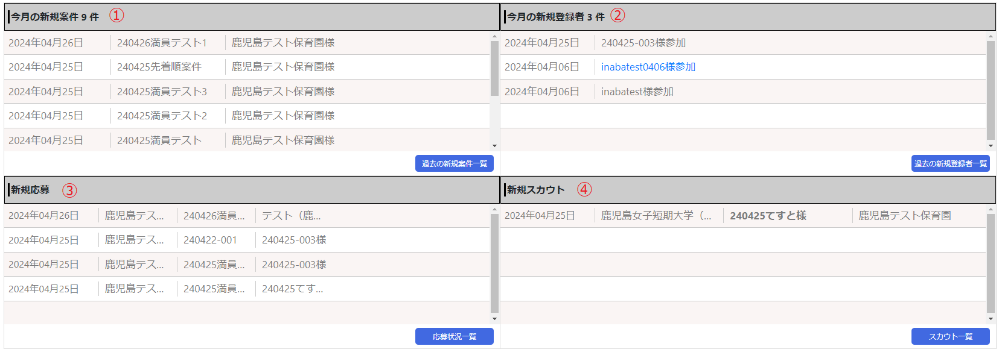 今月の新規案件 9 件 ①
2024年04月26日 240426満員テスト1 鹿児島テスト保育園様
2024年04月25日 240425先着順案件 鹿児島テスト保育園様
2024年04月25日 240425満員テスト3 鹿児島テスト保育園様
2024年04月25日 240425満員テスト2 鹿児島テスト保育園様
2024年04月25日 240425満員テスト 鹿児島テスト保育園様
過去の新規案件一覧
今月の新規登録者 3 件 ②
2024年04月25日 240425-003様参加
2024年04月06日 inabatest0406様参加
2024年04月06日 inabatest様参加
過去の新規登録者一覧
新規応募 ③
2024年04月26日 鹿児島テス... 240426満員... テスト（鹿...
2024年04月25日 鹿児島テス... 240422-001 240425-003様
2024年04月25日 鹿児島テス... 240425満員... 240425-003様
2024年04月25日 鹿児島テス... 240425満員... 240425てす...
応募状況一覧
新規スカウト ④
2024年04月25日 鹿児島女子短期大学（... 240425てすと様 鹿児島テスト保育園
スカウト一覧